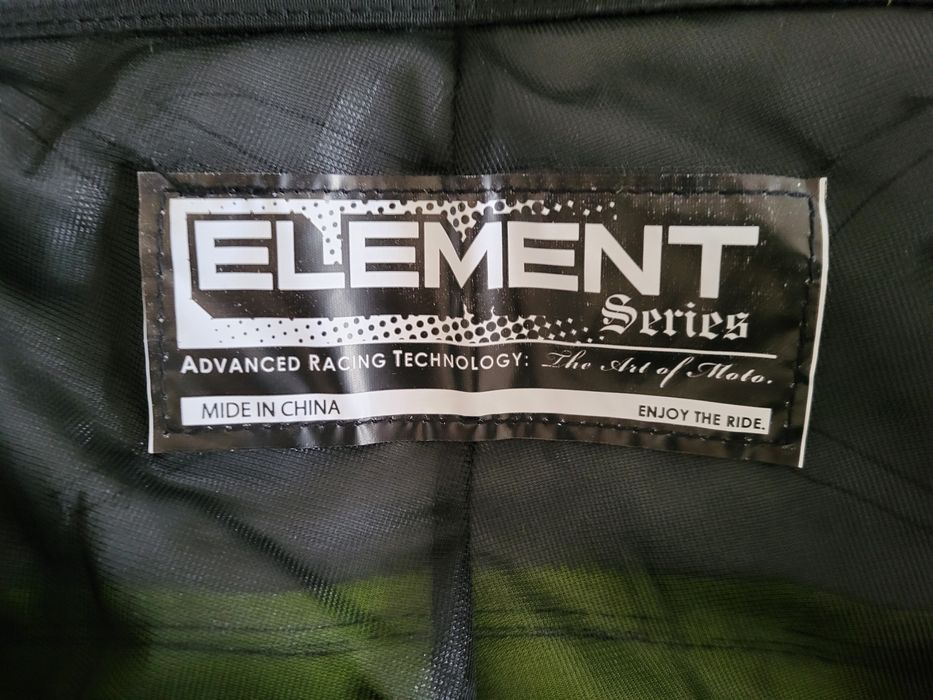 ELEMENT
Series
ADVANCED RACING TECHNOLOGY: The Art of Moto.
MIDE IN CHINA ENJOY THE RIDE.